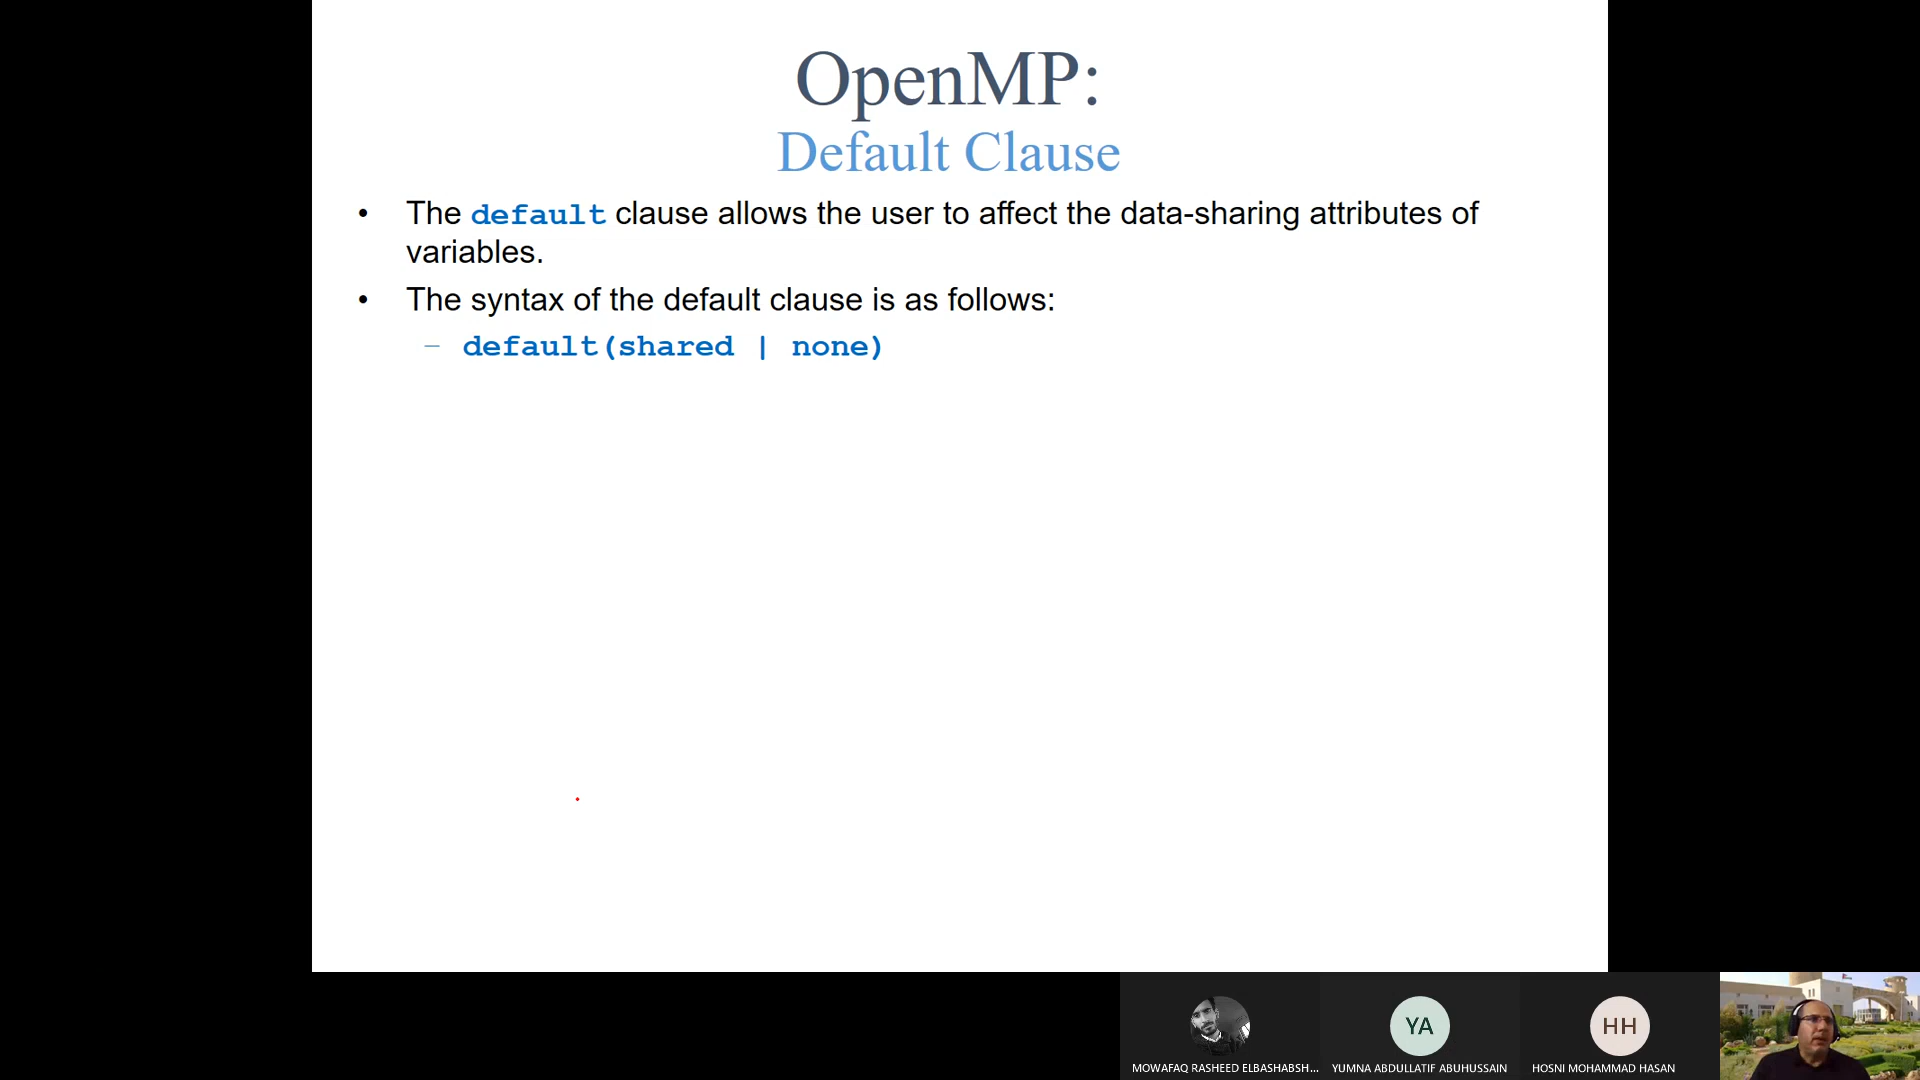 OpenMP:
Default Clause
• The default clause allows the user to affect the data-sharing attributes of
variables.
• The syntax of the default clause is as follows:
– default(shared | none)
YA
HH
MOWAFAQ RASHEED ELBASHABSH...
YUMNA ABDULLATIF ABUHUSSAIN
HOSNI MOHAMMAD HASAN